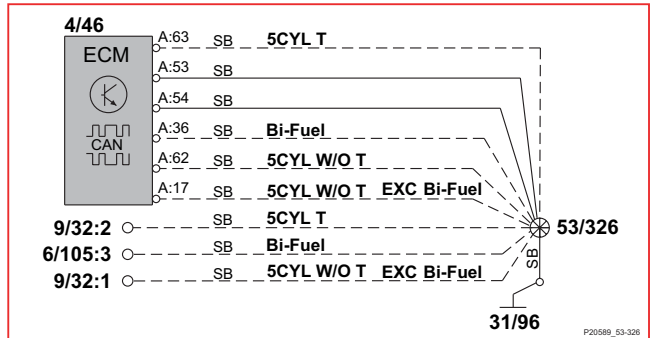 4/46
ECM
CAN
A:63 SB 5CYL T
A:53 SB
A:54 SB
A:36 SB Bi-Fuel
A:62 SB 5CYL W/O T
A:17 SB 5CYL W/O T EXC Bi-Fuel
9/32:2 SB 5CYL T
6/105:3 SB Bi-Fuel
9/32:1 SB 5CYL W/O T EXC Bi-Fuel
53/326
SB
31/96
P20589_53-326